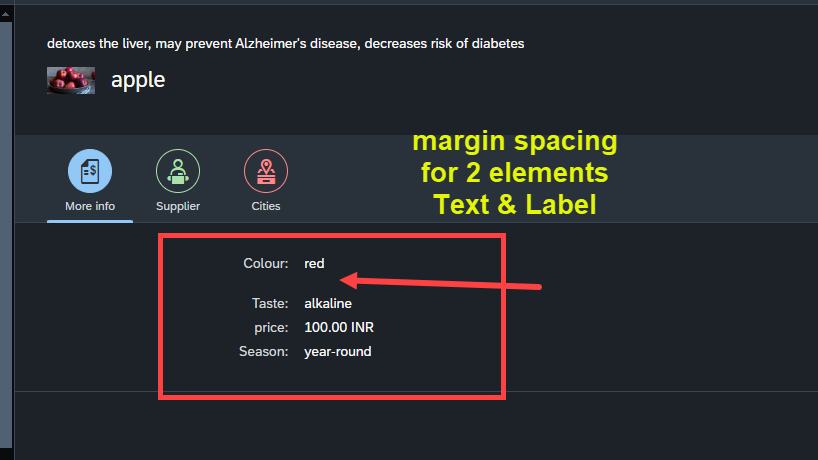 detoxes the liver, may prevent Alzheimer's disease, decreases risk of diabetes
apple
margin spacing
for 2 elements
Text & Label
$
More info
Supplier
Cities
Colour: red
Taste: alkaline
price: 100.00 INR
Season: year-round